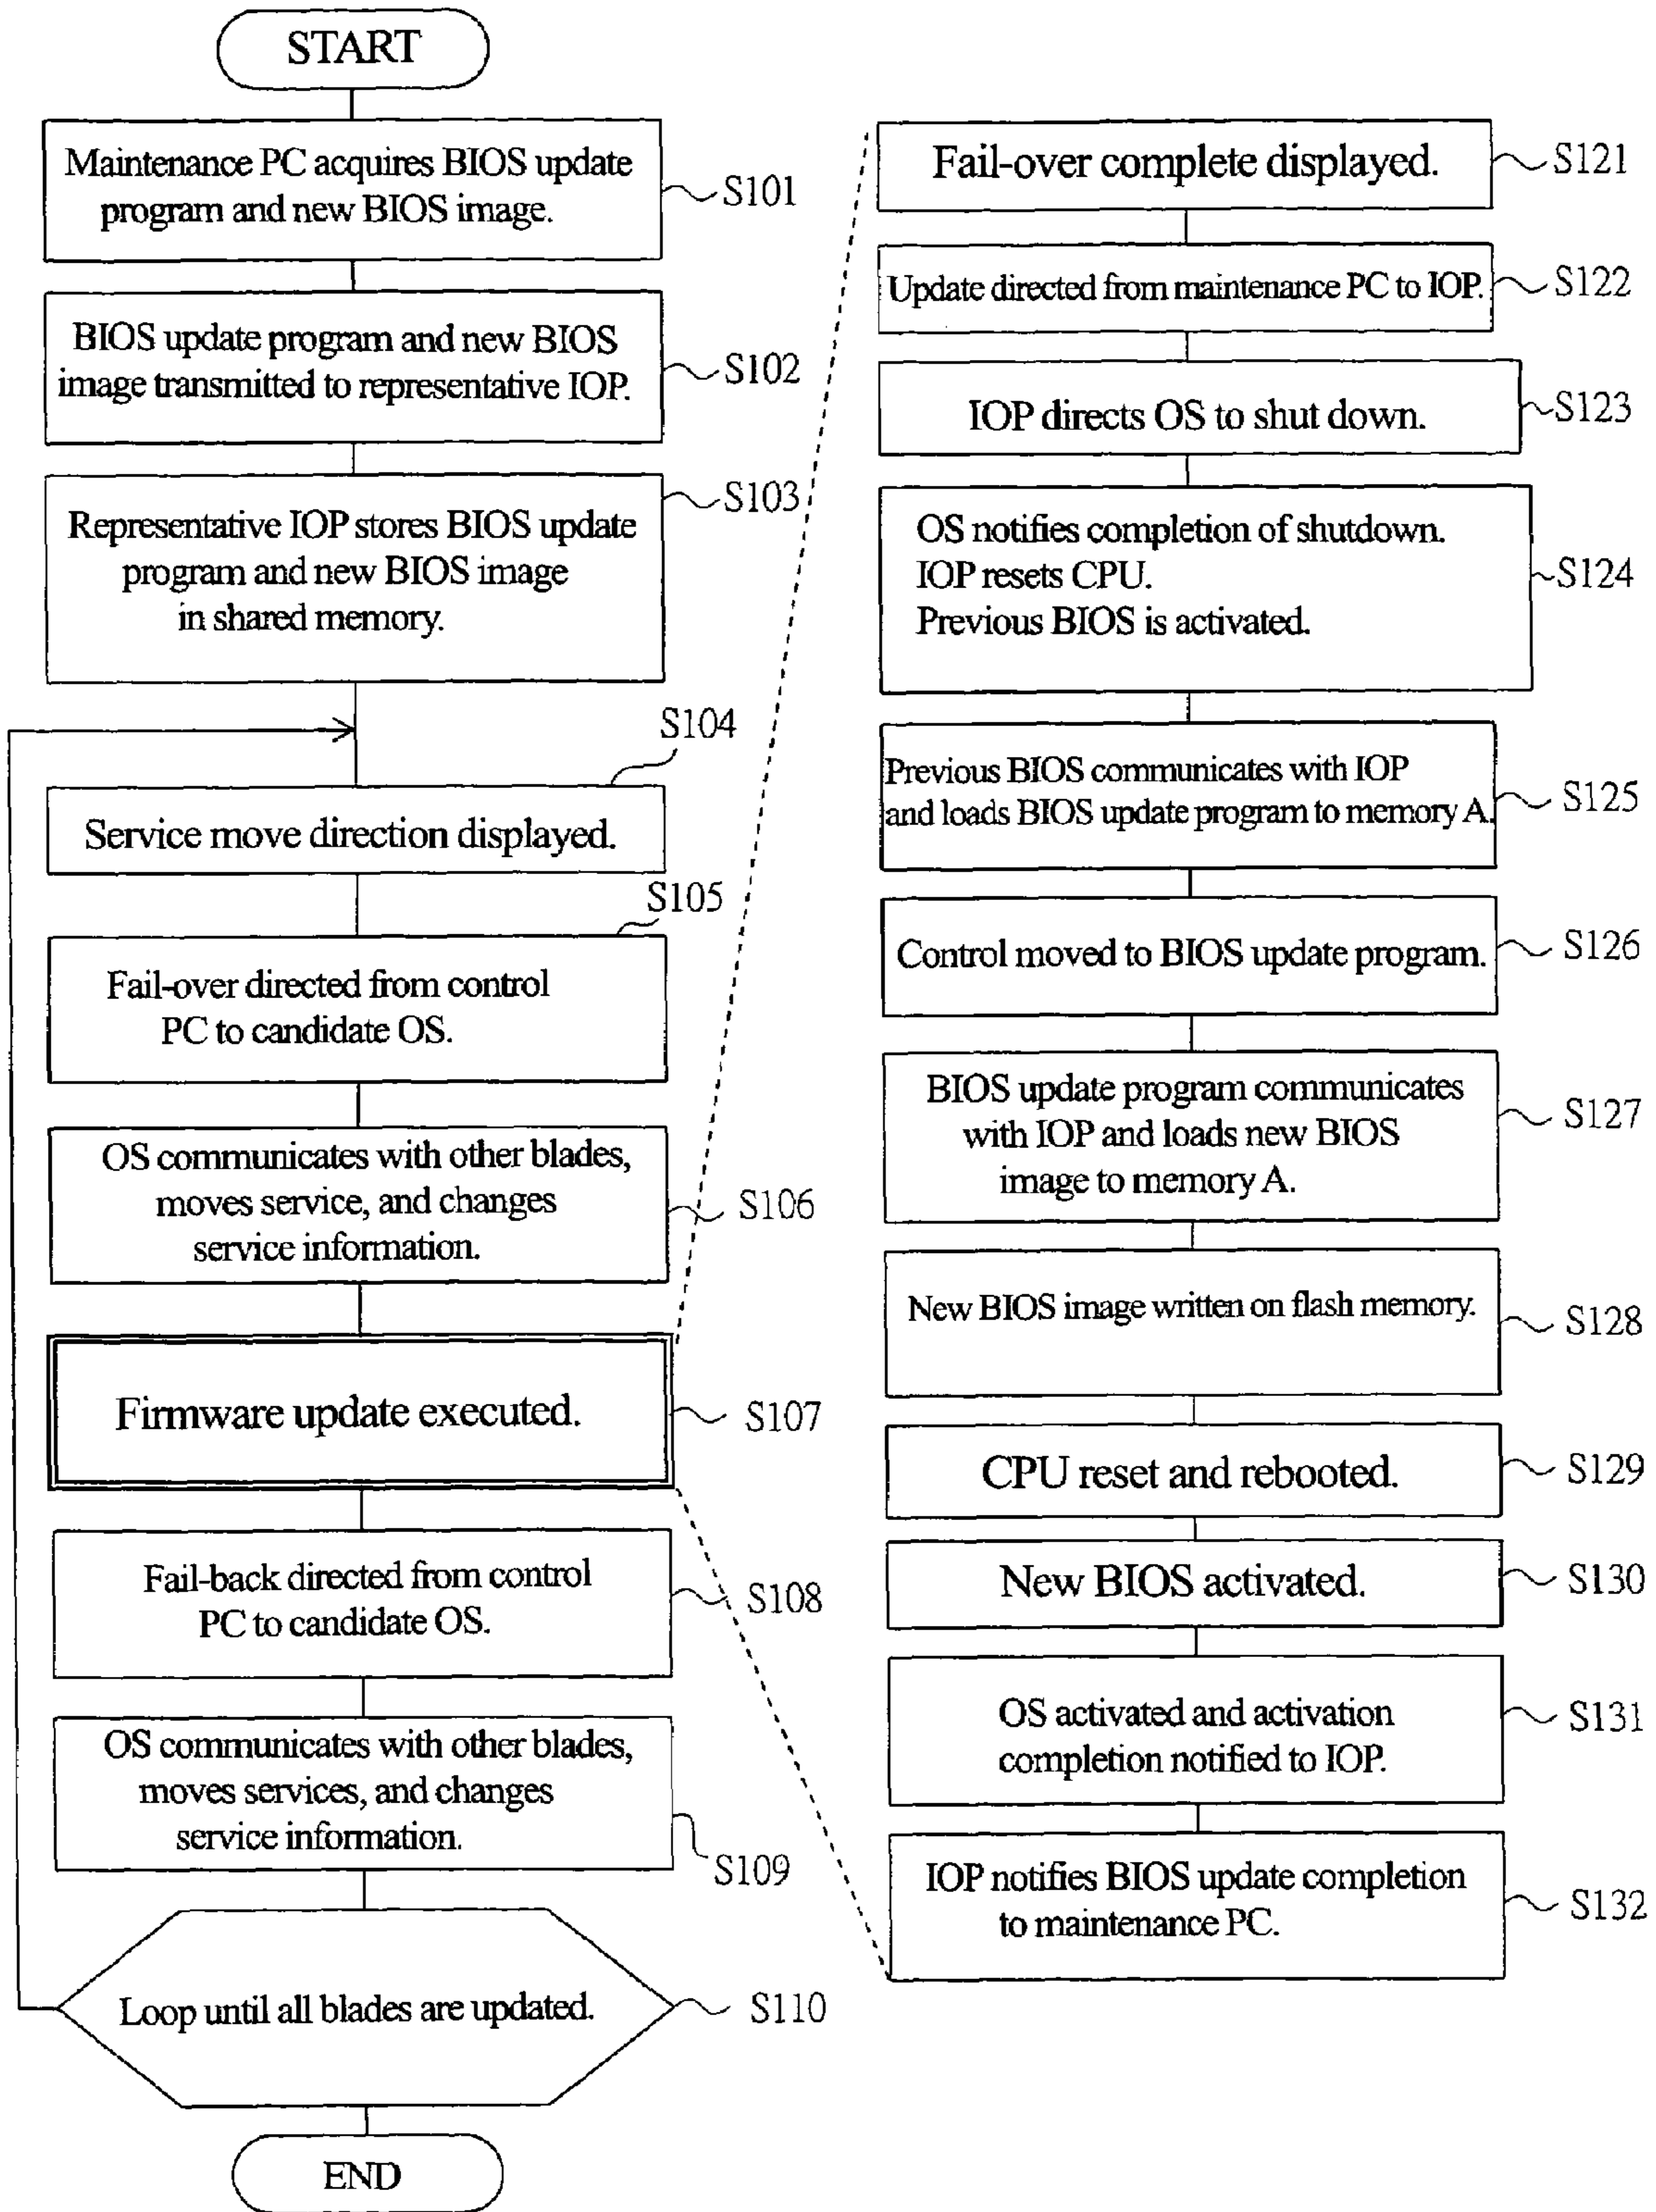 START
Maintenance PC acquires BIOS update
program and new BIOS image.
S101
BIOS update program and new BIOS
image transmitted to representative IOP.
S102
S103
Representative IOP stores BIOS update
program and new BIOS image
in shared memory.
S104
Service move direction displayed.
S105
Fail-over directed from control
PC to candidate OS.
OS communicates with other blades,
moves service, and changes
service information.
S106
Firmware update executed.
S107
Fail-back directed from control
PC to candidate OS.
S108
OS communicates with other blades,
moves services, and changes
service information.
S109
Loop until all blades are updated.
S110
END
Fail-over complete displayed.
S121
Update directed from maintenance PC to IOP.
S122
IOP directs OS to shut down.
S123
OS notifies completion of shutdown.
IOP resets CPU.
Previous BIOS is activated.
S124
Previous BIOS communicates with IOP
and loads BIOS update program to memory A.
S125
Control moved to BIOS update program.
S126
BIOS update program communicates
with IOP and loads new BIOS
image to memory A.
S127
New BIOS image written on flash memory.
S128
CPU reset and rebooted.
S129
New BIOS activated.
S130
OS activated and activation
completion notified to IOP.
S131
IOP notifies BIOS update completion
to maintenance PC.
S132